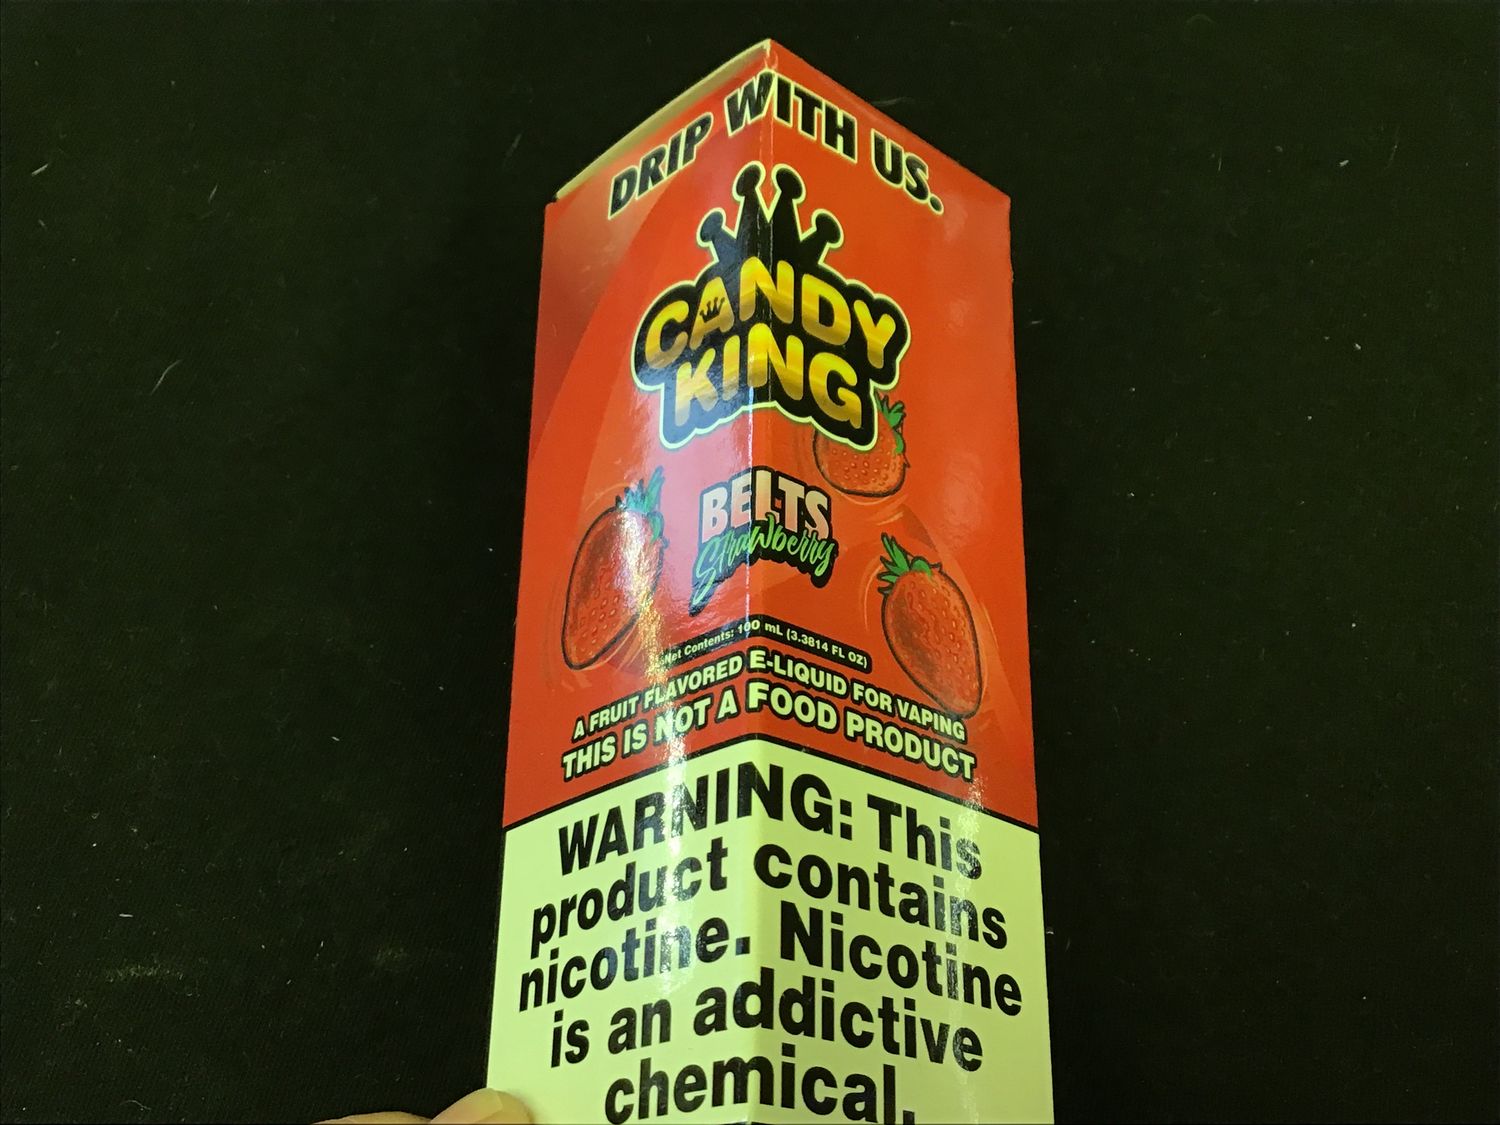 DRIP WITH US.
CANDY
KING
BELTS
Strawberry
Net Contents: 100 mL (3.3814 FL OZ)
A FRUIT FLAVORED E-LIQUID FOR VAPING
THIS IS NOT A FOOD PRODUCT
WARNING: This
product contains
nicotine. Nicotine
is an addictive
chemical.